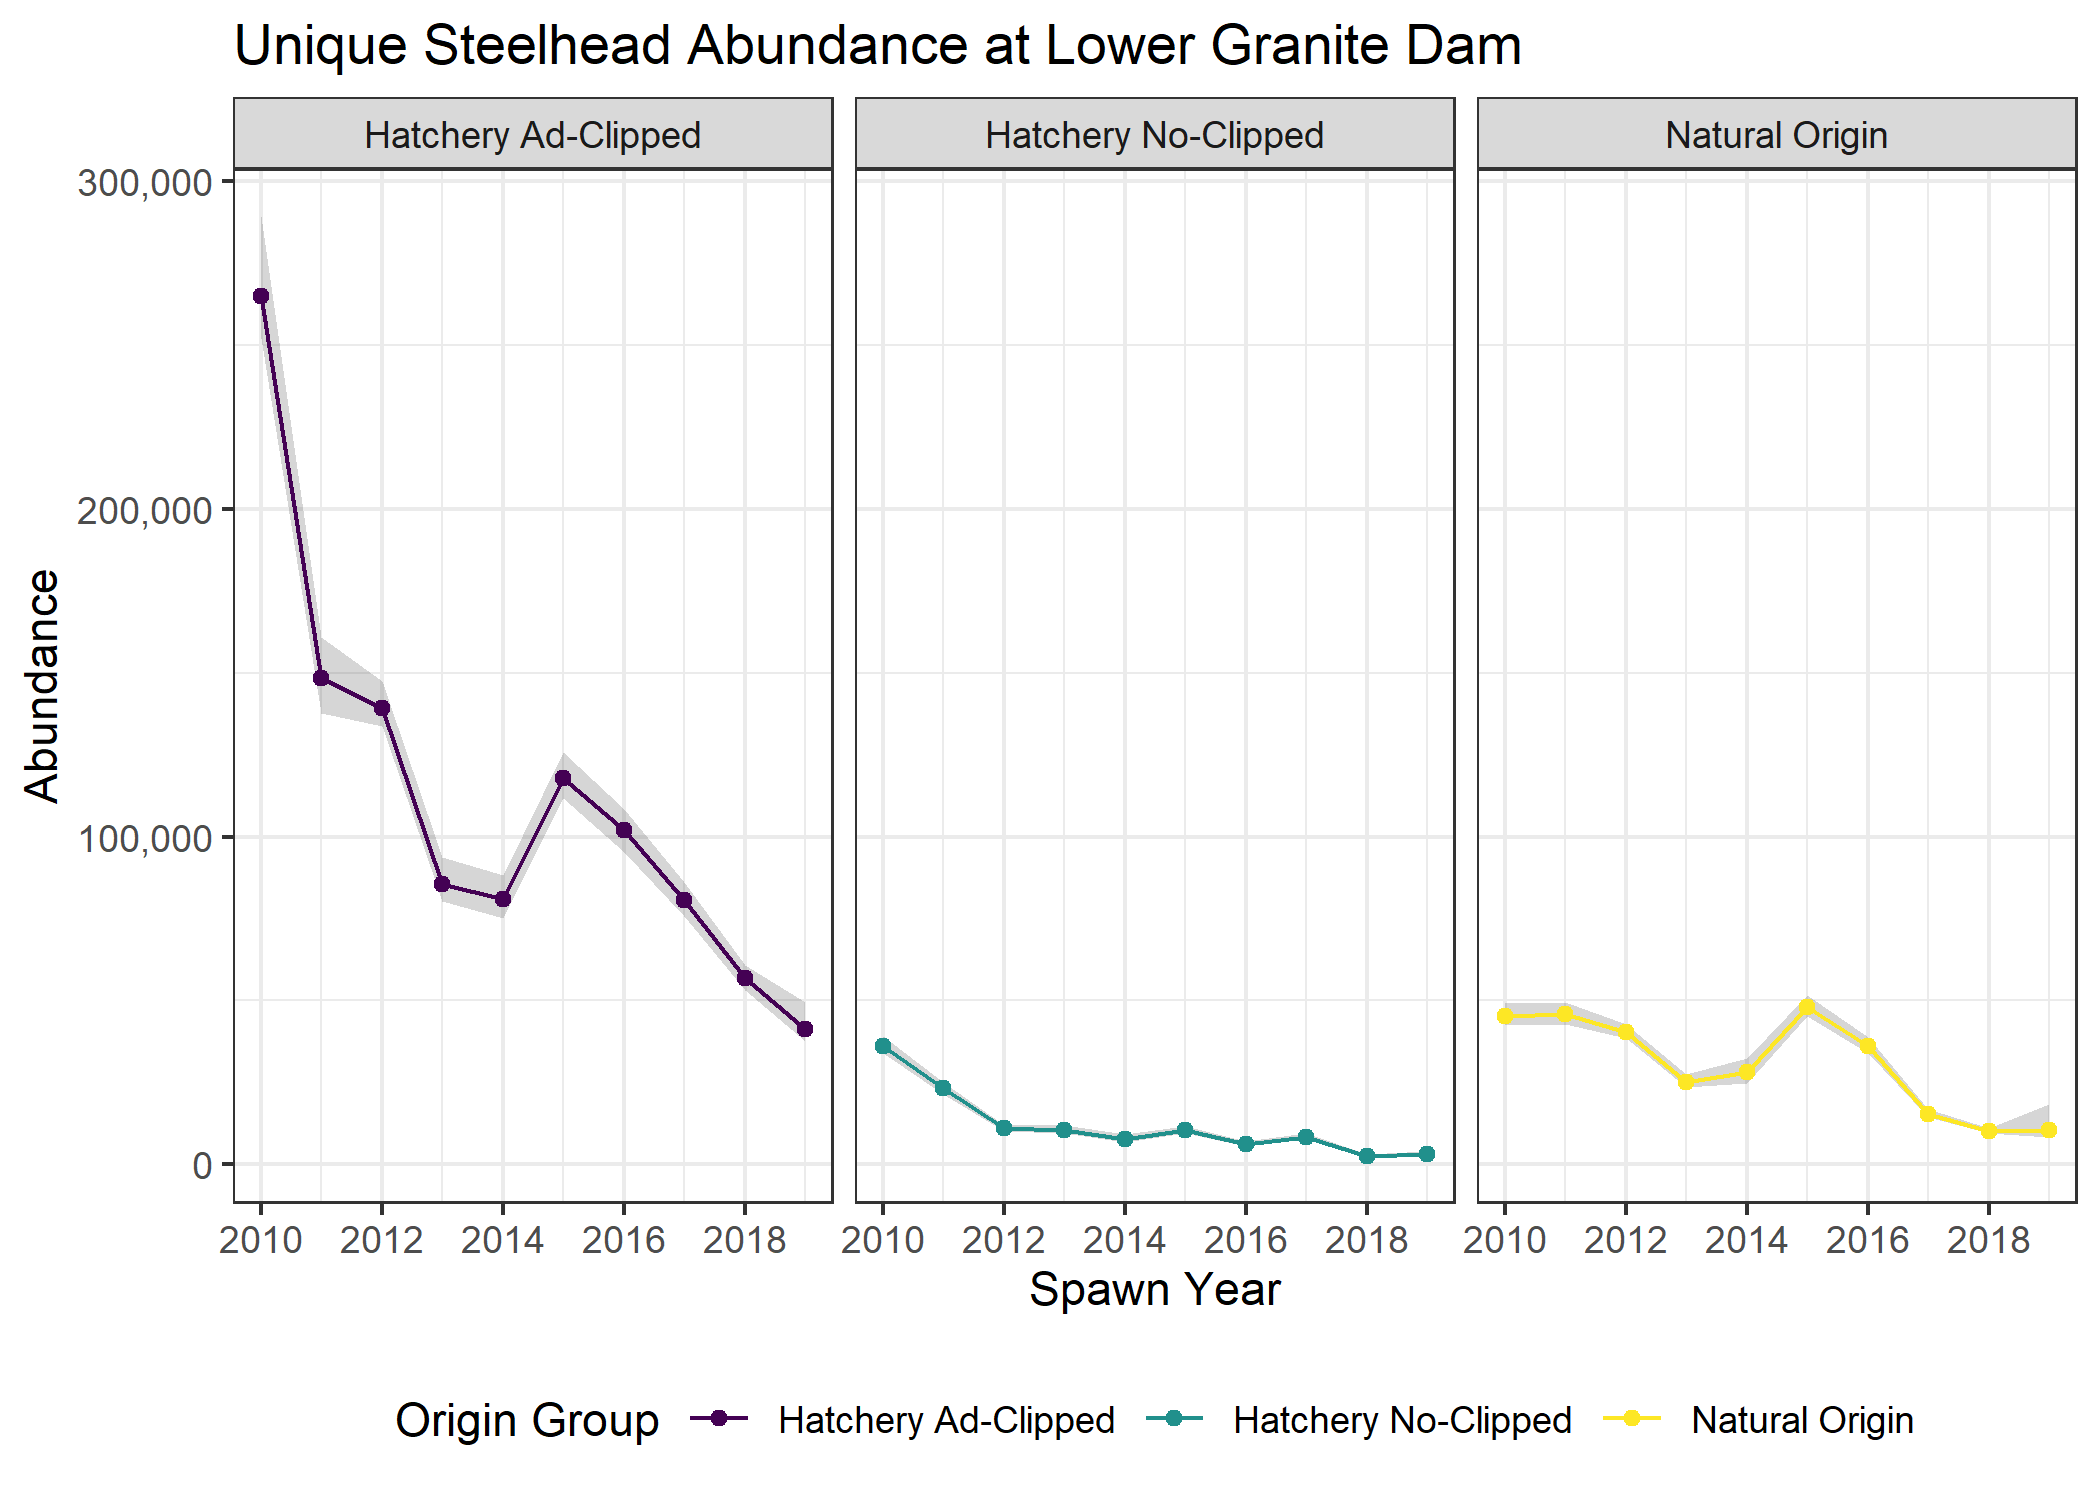 Unique Steelhead Abundance at Lower Granite Dam
Hatchery Ad-Clipped
Hatchery No-Clipped
Natural Origin
300,000
200,000
100,000
0
Abundance
2010 2012 2014 2016 2018
2010 2012 2014 2016 2018
2010 2012 2014 2016 2018
Spawn Year
Origin Group Hatchery Ad-Clipped Hatchery No-Clipped Natural Origin